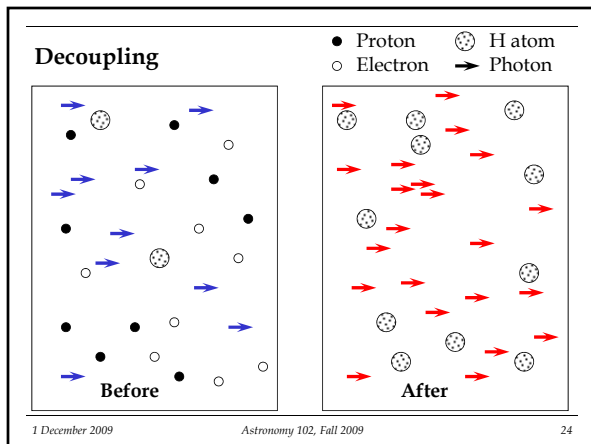 Decoupling
Proton
H atom
Electron
Photon
Before
After
1 December 2009
Astronomy 102, Fall 2009
24